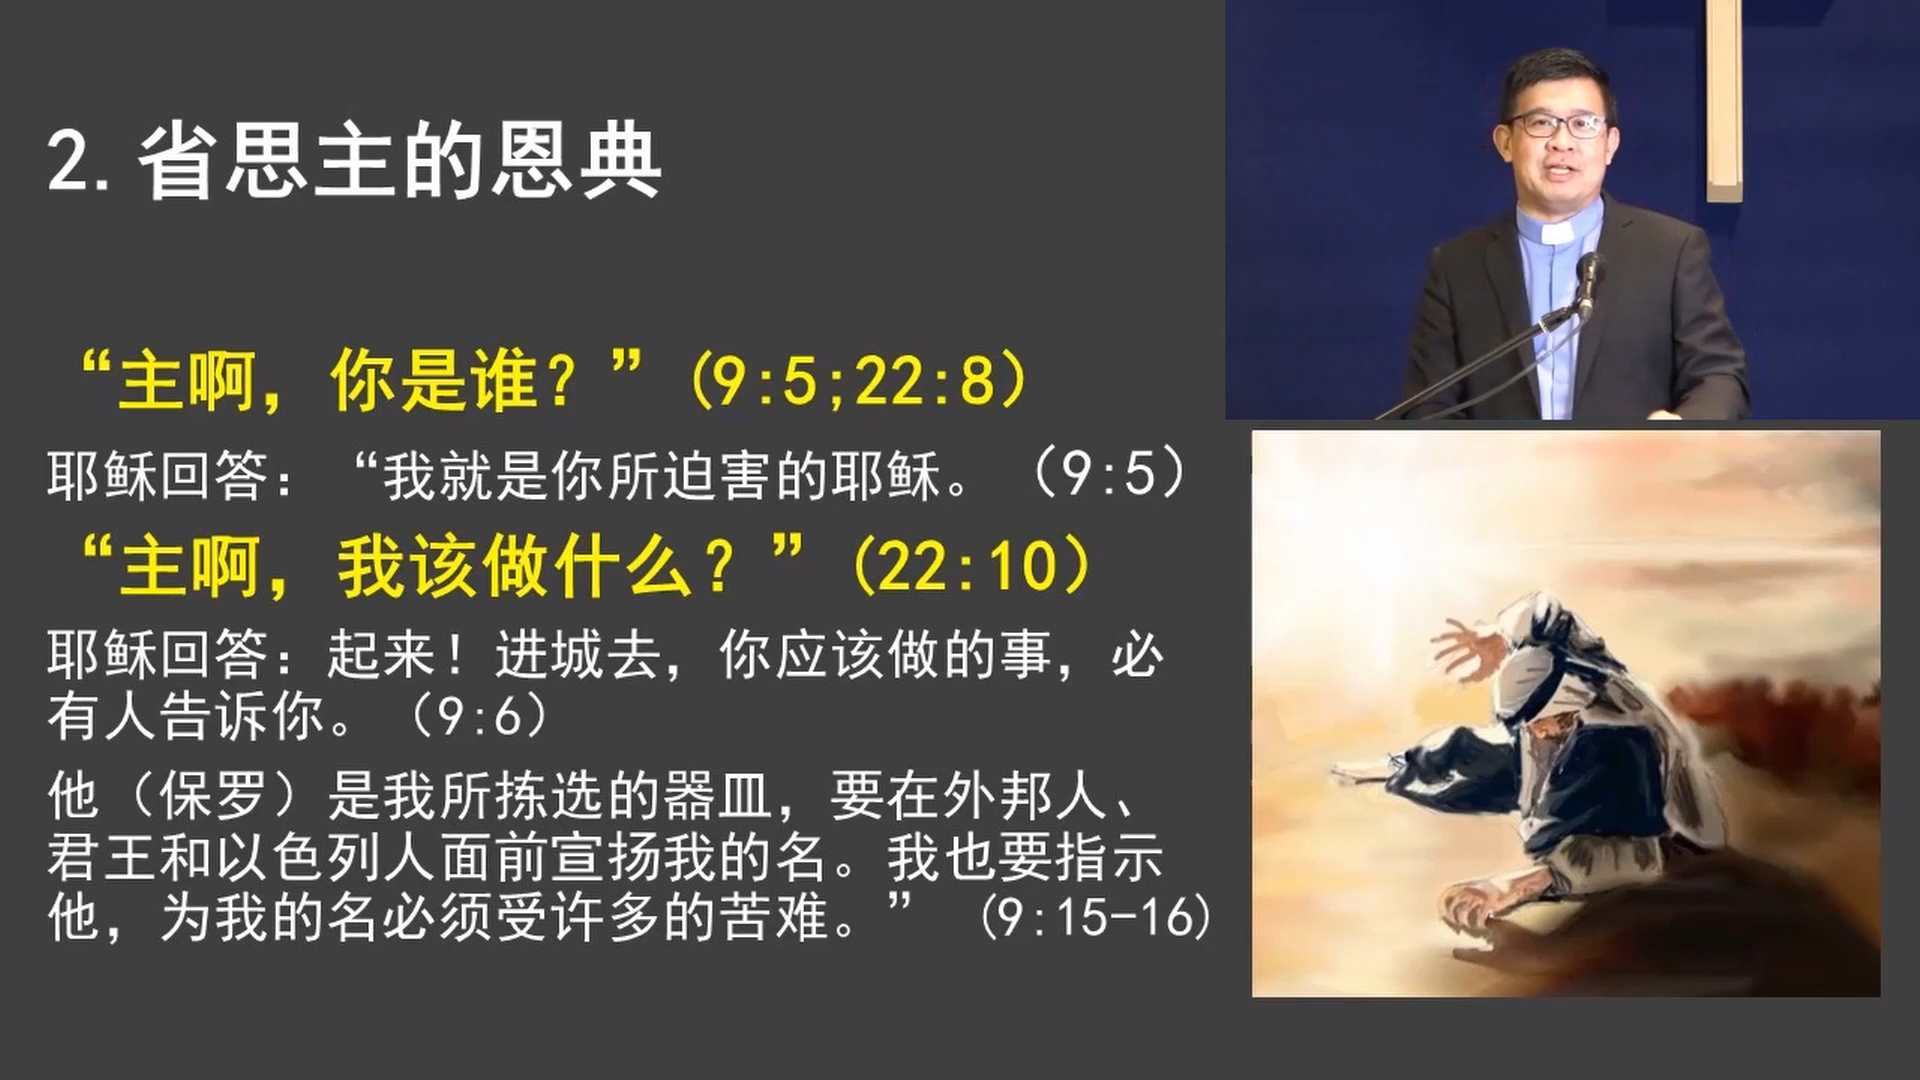 2.省思主的恩典
“主啊，你是谁？”(9:5;22:8)
耶稣回答：“我就是你所迫害的耶稣。（9:5）
“主啊，我该做什么？”(22:10)
耶稣回答：起来！进城去，你应该做的事，必
有人告诉你。（9:6）
他（保罗）是我所拣选的器皿，要在外邦人、
君王和以色列人面前宣扬我的名。我也要指示
他，为我的名必须受许多的苦难。” (9:15-16)